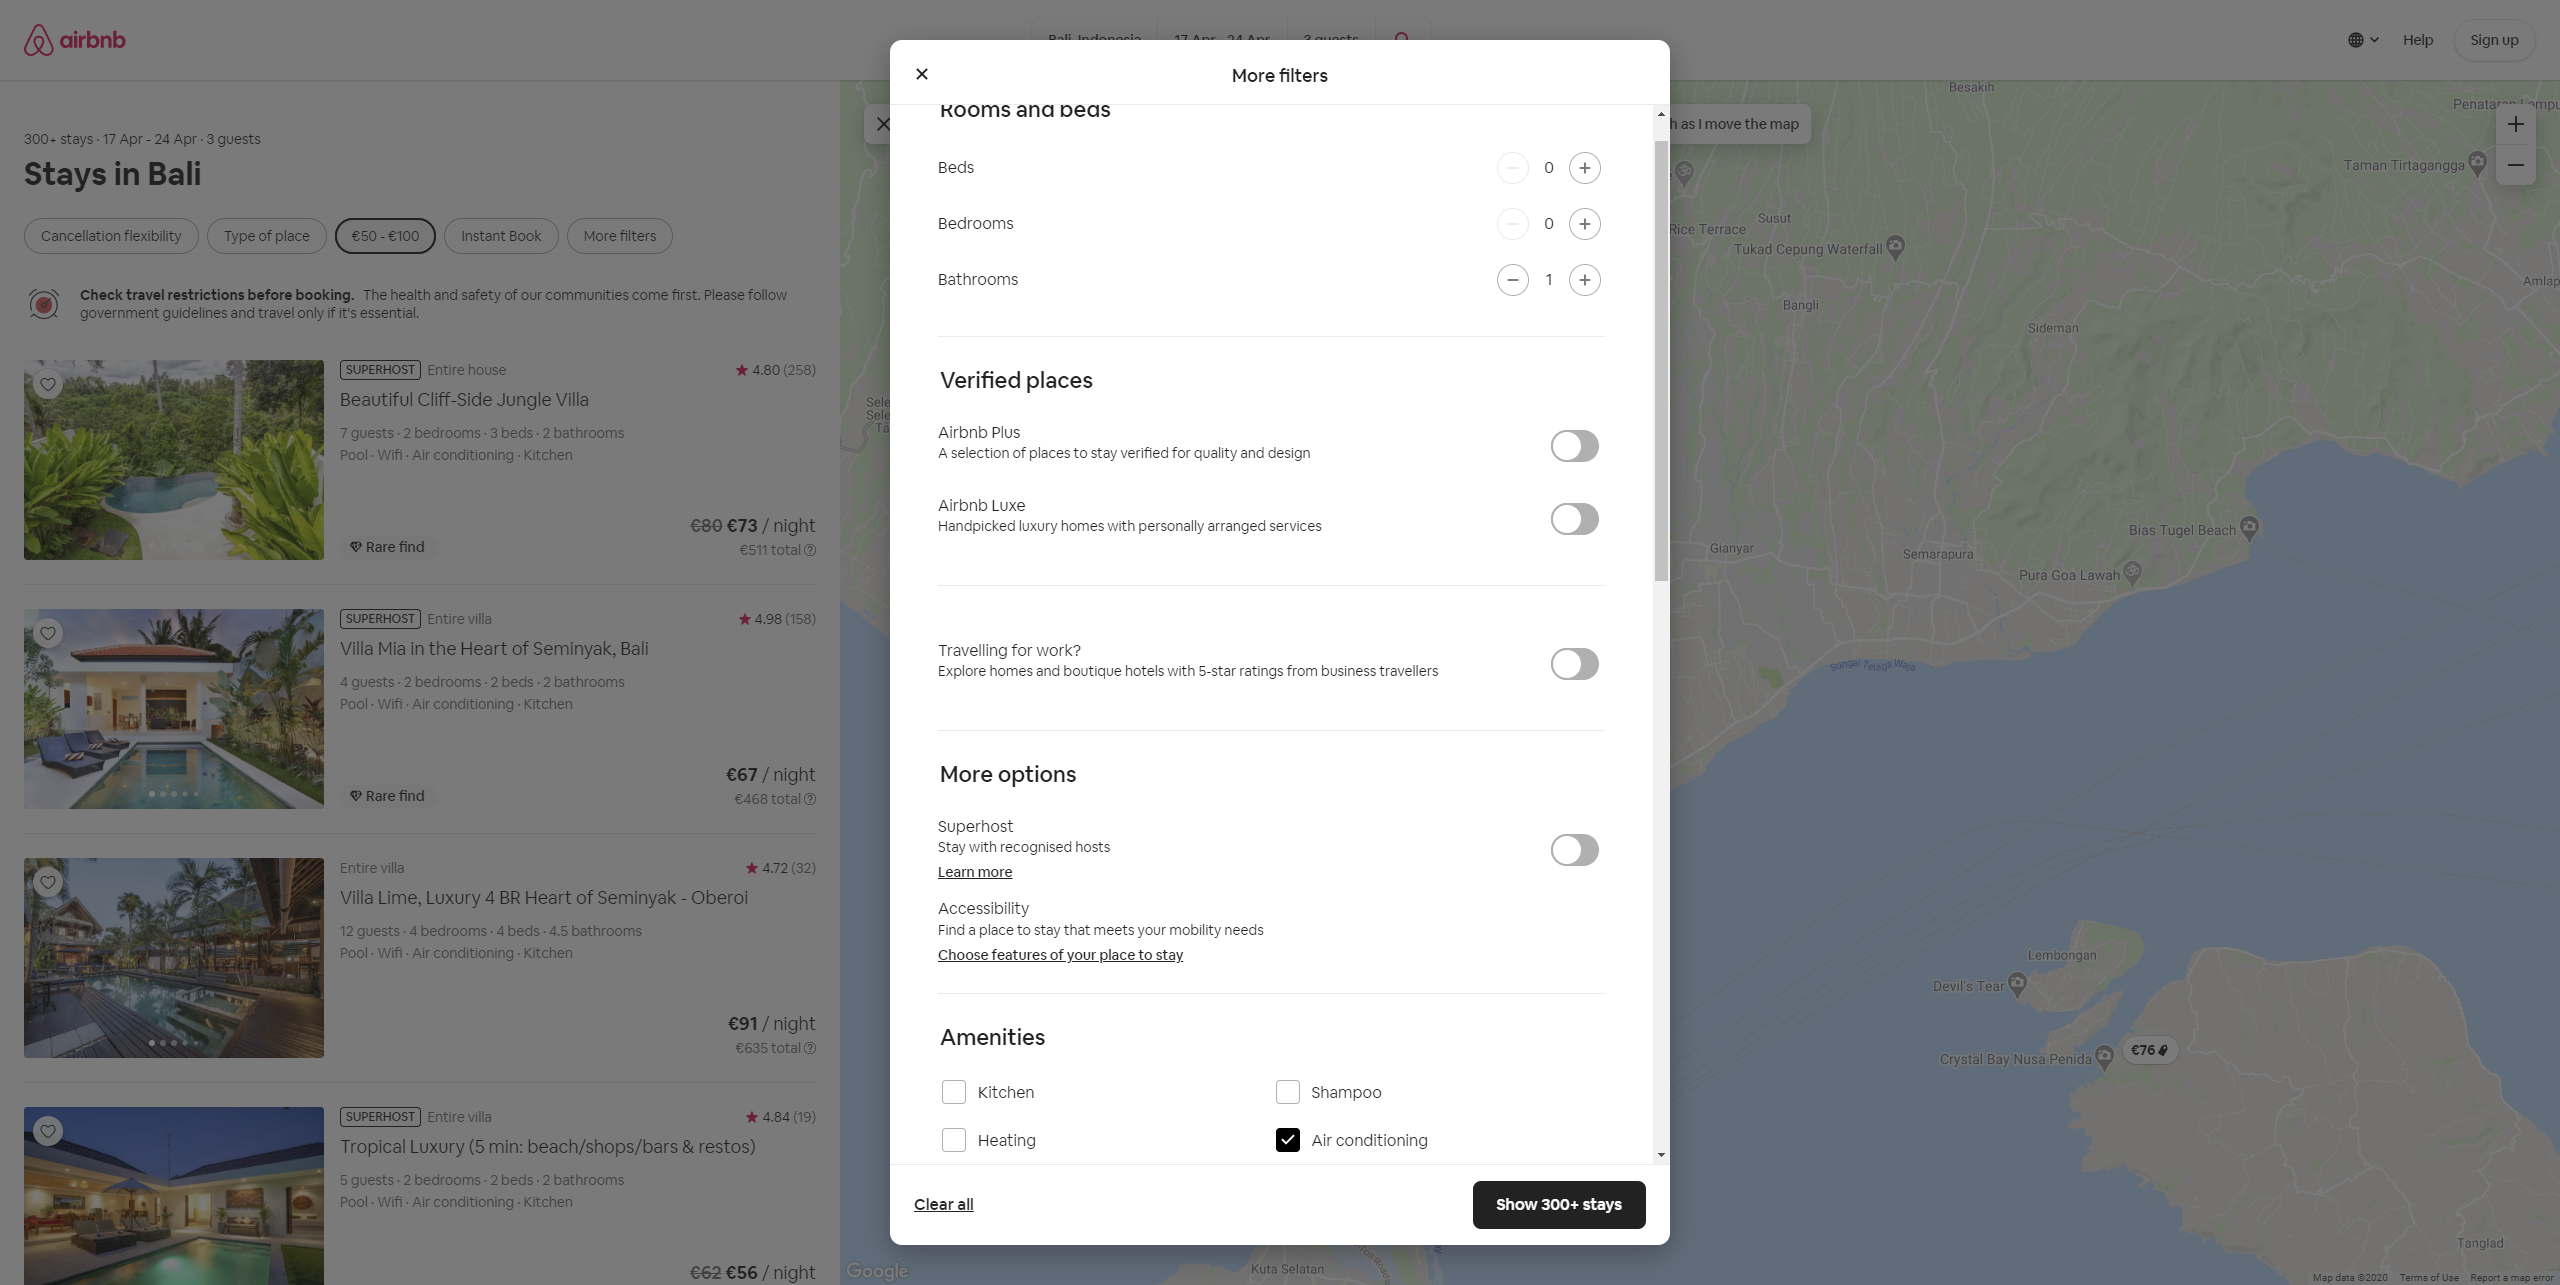 airbnb
Bali, Indonesia
17 Apr - 24 Apr
3 guests
Help
Sign up
300+ stays · 17 Apr - 24 Apr · 3 guests
Stays in Bali
Cancellation flexibility
Type of place
€50 - €100
Instant Book
More filters
Check travel restrictions before booking. The health and safety of our communities come first. Please follow
government guidelines and travel only if it's essential.
SUPERHOST Entire house
4.80 (258)
Beautiful Cliff-Side Jungle Villa
7 guests · 2 bedrooms · 3 beds · 2 bathrooms
Pool · Wifi · Air conditioning · Kitchen
€80 €73 / night
Rare find
€511 total
SUPERHOST Entire villa
4.98 (158)
Villa Mia in the Heart of Seminyak, Bali
4 guests · 2 bedrooms · 2 beds · 2 bathrooms
Pool · Wifi · Air conditioning · Kitchen
€67 / night
Rare find
€468 total
Entire villa
4.72 (32)
Villa Lime, Luxury 4 BR Heart of Seminyak - Oberoi
12 guests · 4 bedrooms · 4 beds · 4.5 bathrooms
Pool · Wifi · Air conditioning · Kitchen
€91 / night
€635 total
SUPERHOST Entire villa
4.84 (19)
Tropical Luxury (5 min: beach/shops/bars & restos)
5 guests · 2 bedrooms · 2 beds · 2 bathrooms
Pool · Wifi · Air conditioning · Kitchen
€62 €56 / night
More filters
Rooms and beds
Beds
0
Bedrooms
0
Bathrooms
1
Verified places
Airbnb Plus
A selection of places to stay verified for quality and design
Airbnb Luxe
Handpicked luxury homes with personally arranged services
Travelling for work?
Explore homes and boutique hotels with 5-star ratings from business travellers
More options
Superhost
Stay with recognised hosts
Learn more
Accessibility
Find a place to stay that meets your mobility needs
Choose features of your place to stay
Amenities
Kitchen
Shampoo
Heating
Air conditioning
Clear all
Show 300+ stays
Besakih
h as I move the map
Taman Tirtagangga
Susut
Rice Terrace
Tukad Cepung Waterfall
Bangli
Sideman
Gianyar
Semarapura
Bias Tugel Beach
Pura Goa Lawah
Sungai Telaga Waja
Lembongan
Devil's Tear
Crystal Bay Nusa Penida
€76
Tanglad
Kuta Selatan
Google
Map data ©2020
Terms of Use
Report a map error